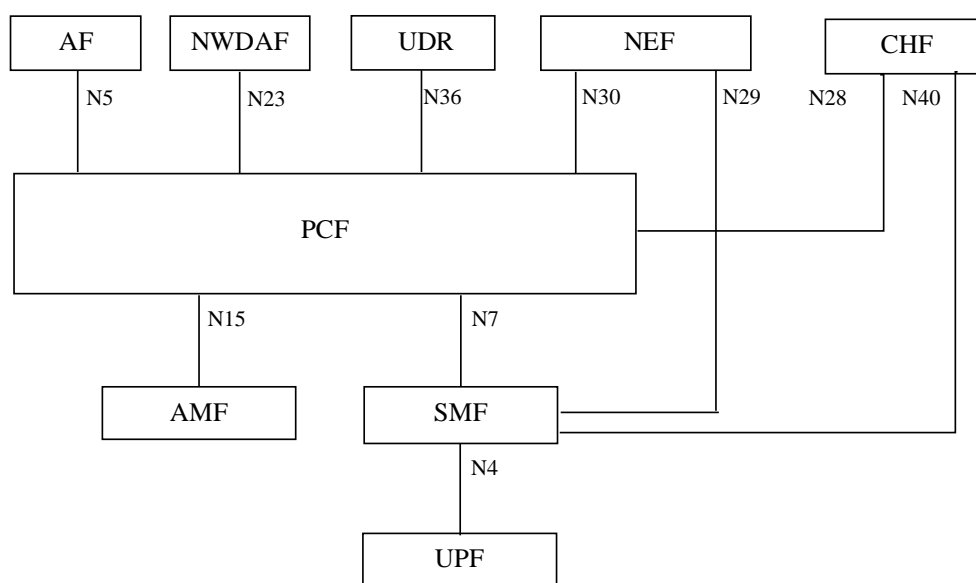 AF NWDAF UDR NEF CHF
N5 N23 N36 N30 N29 N28 N40
PCF
N15 N7
AMF SMF
N4
UPF